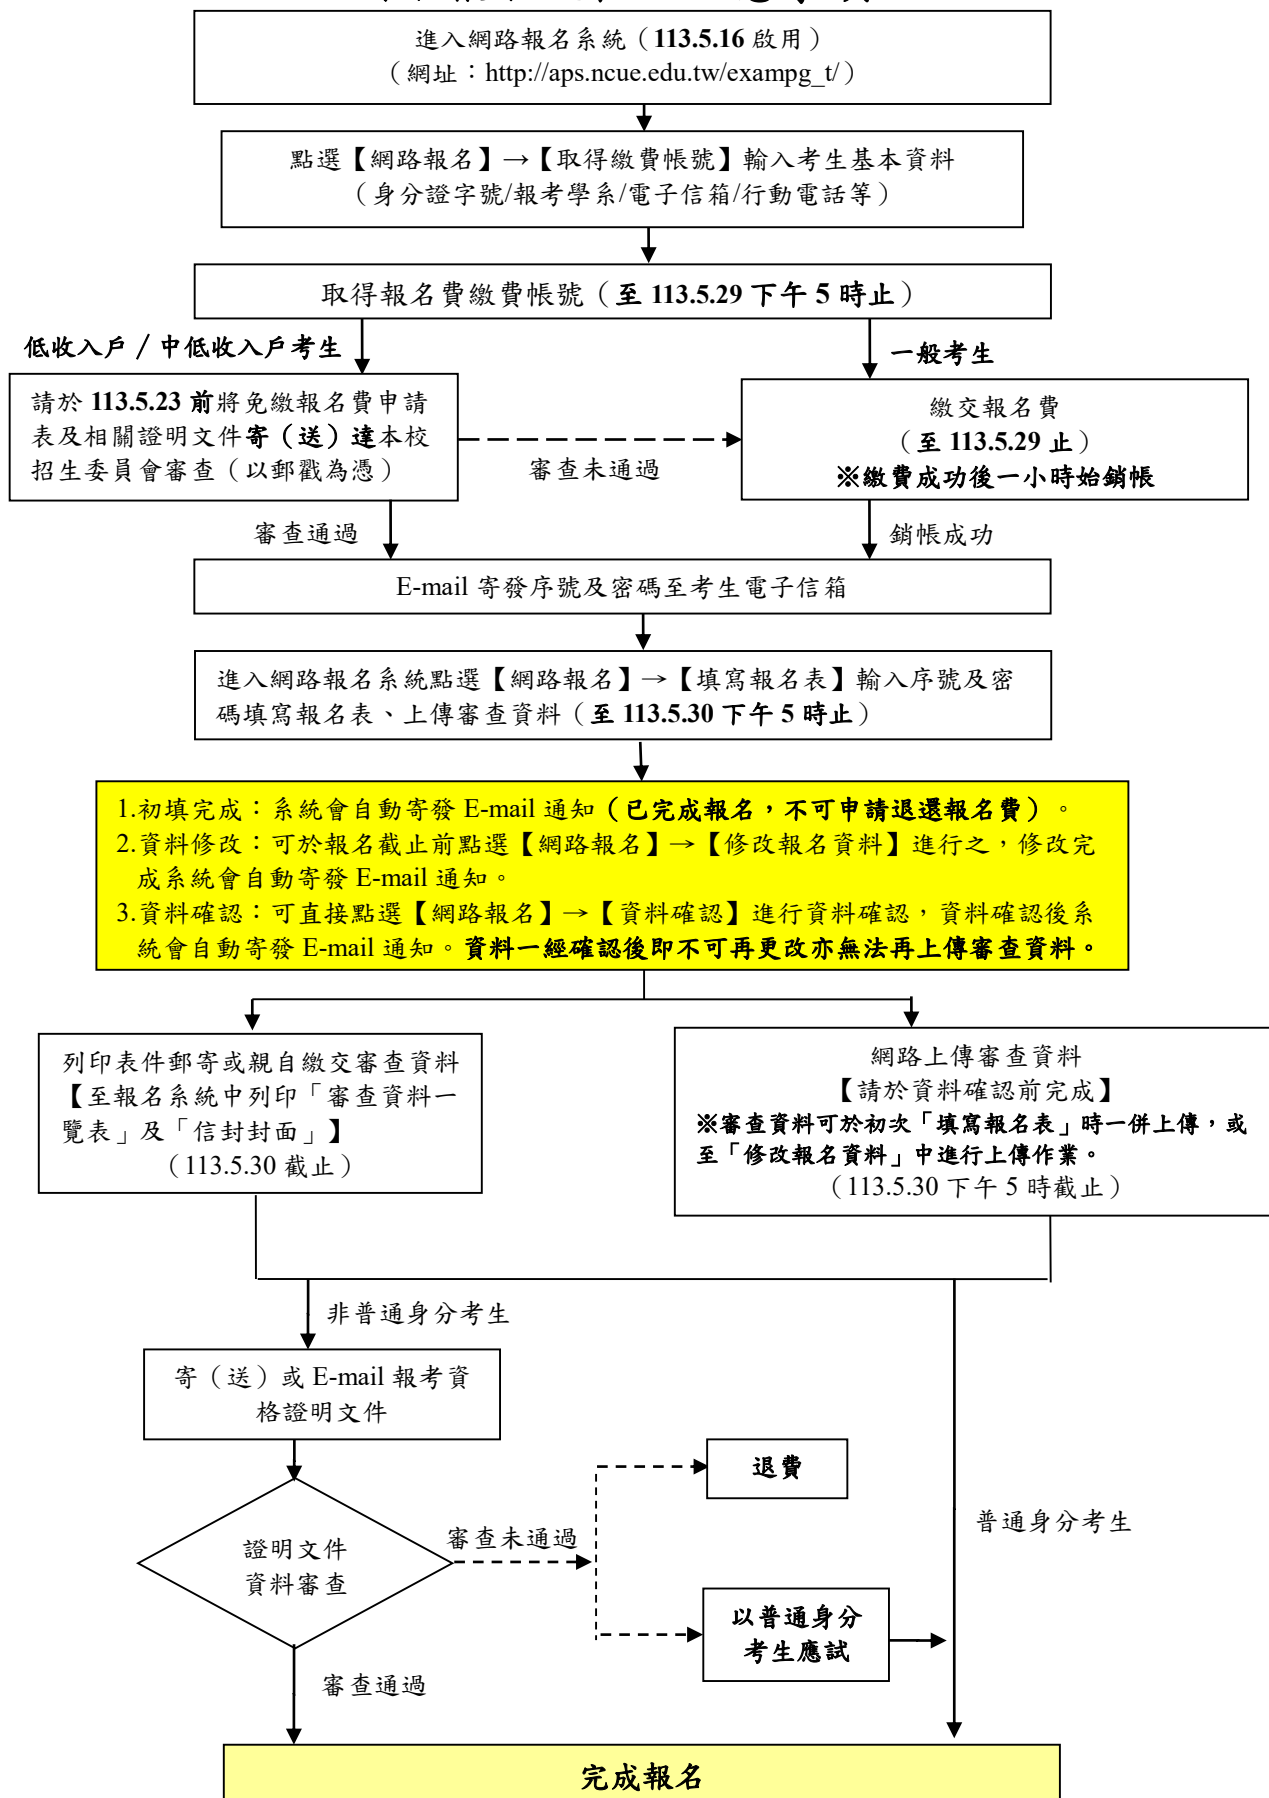 進入網路報名系統（113.5.16 啟用）
（網址：http://aps.ncue.edu.tw/exampg_t/）
點選【網路報名】→【取得繳費帳號】輸入考生基本資料
（身分證字號/報考學系/電子信箱/行動電話等）
取得報名費繳費帳號（至 113.5.29 下午 5 時止）
低收入戶／中低收入戶考生
一般考生
請於 113.5.23 前將免繳報名費申請
表及相關證明文件寄（送）達本校
招生委員會審查（以郵戳為憑）
審查未通過
繳交報名費
（至 113.5.29 止）
※繳費成功後一小時始銷帳
審查通過
銷帳成功
E-mail 寄發序號及密碼至考生電子信箱
進入網路報名系統點選【網路報名】→【填寫報名表】輸入序號及密
碼填寫報名表、上傳審查資料（至 113.5.30 下午 5 時止）
1.初填完成：系統會自動寄發 E-mail 通知（已完成報名，不可申請退還報名費）。
2.資料修改：可於報名截止前點選【網路報名】→【修改報名資料】進行之，修改完
成系統會自動寄發 E-mail 通知。
3.資料確認：可直接點選【網路報名】→【資料確認】進行資料確認，資料確認後系
統會自動寄發 E-mail 通知。資料一經確認後即不可再更改亦無法再上傳審查資料。
列印表件郵寄或親自繳交審查資料
【至報名系統中列印「審查資料一
覽表」及「信封封面」】
（113.5.30 截止）
網路上傳審查資料
【請於資料確認前完成】
※審查資料可於初次「填寫報名表」時一併上傳，或
至「修改報名資料」中進行上傳作業。
（113.5.30 下午 5 時截止）
非普通身分考生
寄（送）或 E-mail 報考資
格證明文件
退費
普通身分考生
審查未通過
證明文件
資料審查
以普通身分
考生應試
審查通過
完成報名